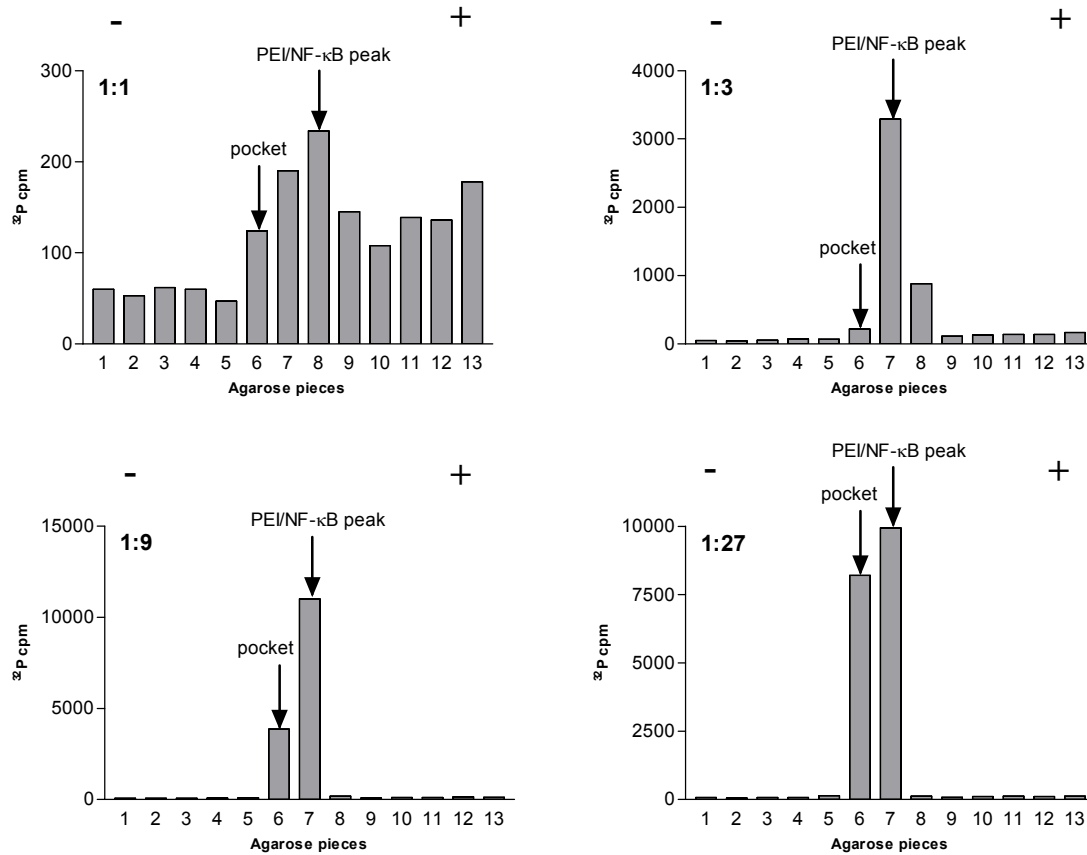 - +
PEI/NF-κB peak
1:1
pocket
300
200
100
0
³²P cpm
1 2 3 4 5 6 7 8 9 10 11 12 13
Agarose pieces
- +
PEI/NF-κB peak
1:3
pocket
4000
3000
2000
1000
0
³²P cpm
1 2 3 4 5 6 7 8 9 10 11 12 13
Agarose pieces
- +
PEI/NF-κB peak
1:9
pocket
15000
10000
5000
0
³²P cpm
1 2 3 4 5 6 7 8 9 10 11 12 13
Agarose pieces
- +
PEI/NF-κB peak
pocket
1:27
10000
7500
5000
2500
0
³²P cpm
1 2 3 4 5 6 7 8 9 10 11 12 13
Agarose pieces